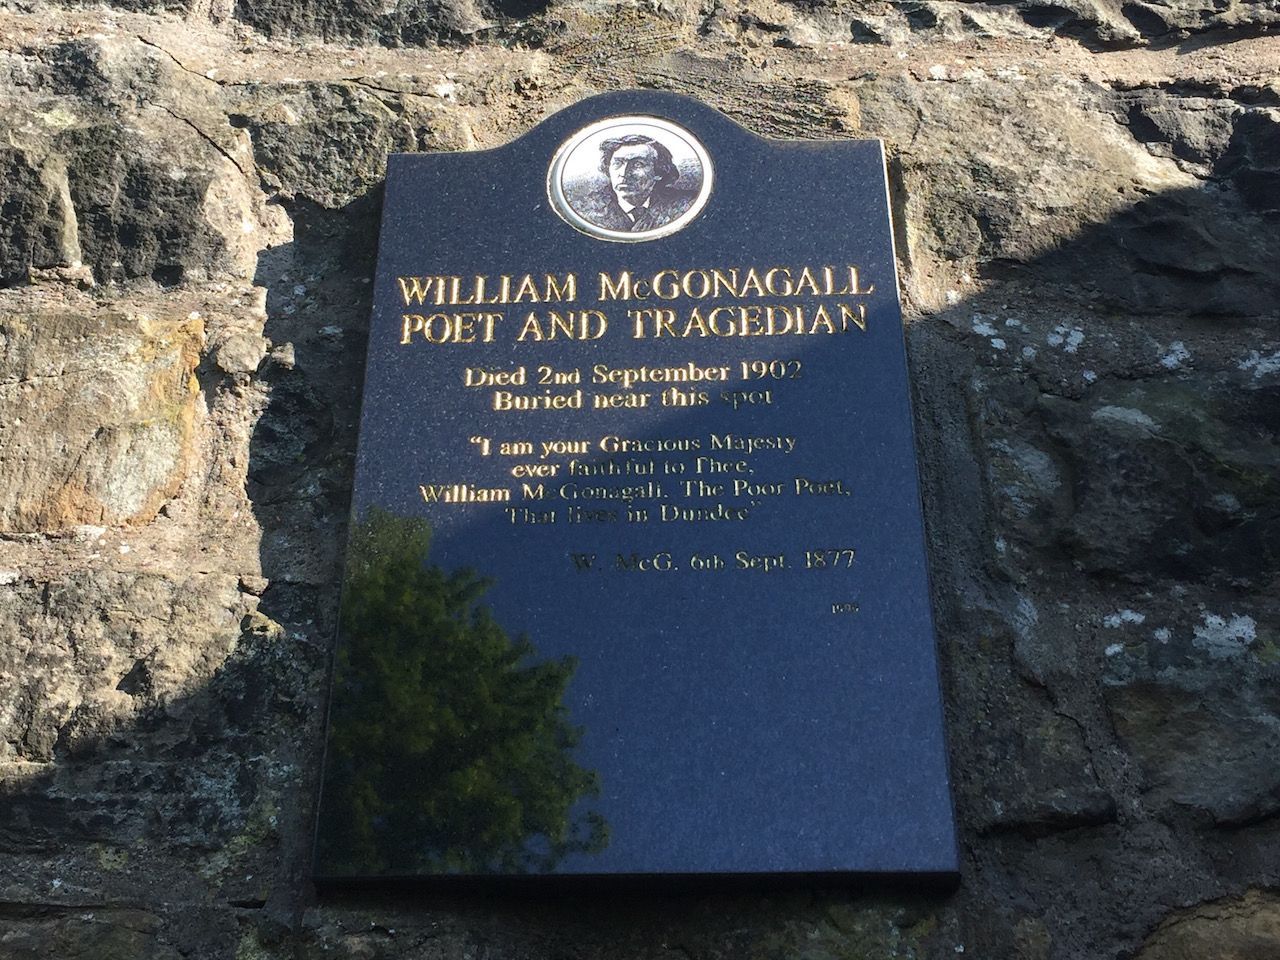 WILLIAM McGONAGALL
POET AND TRAGEDIAN
Died 2nd September 1902
Buried near this spot
"I am your Gracious Majesty
ever faithful to Thee,
William McGonagall, The Poor Poet,
That lives in Dundee"
W. McG. 6th Sept. 1877